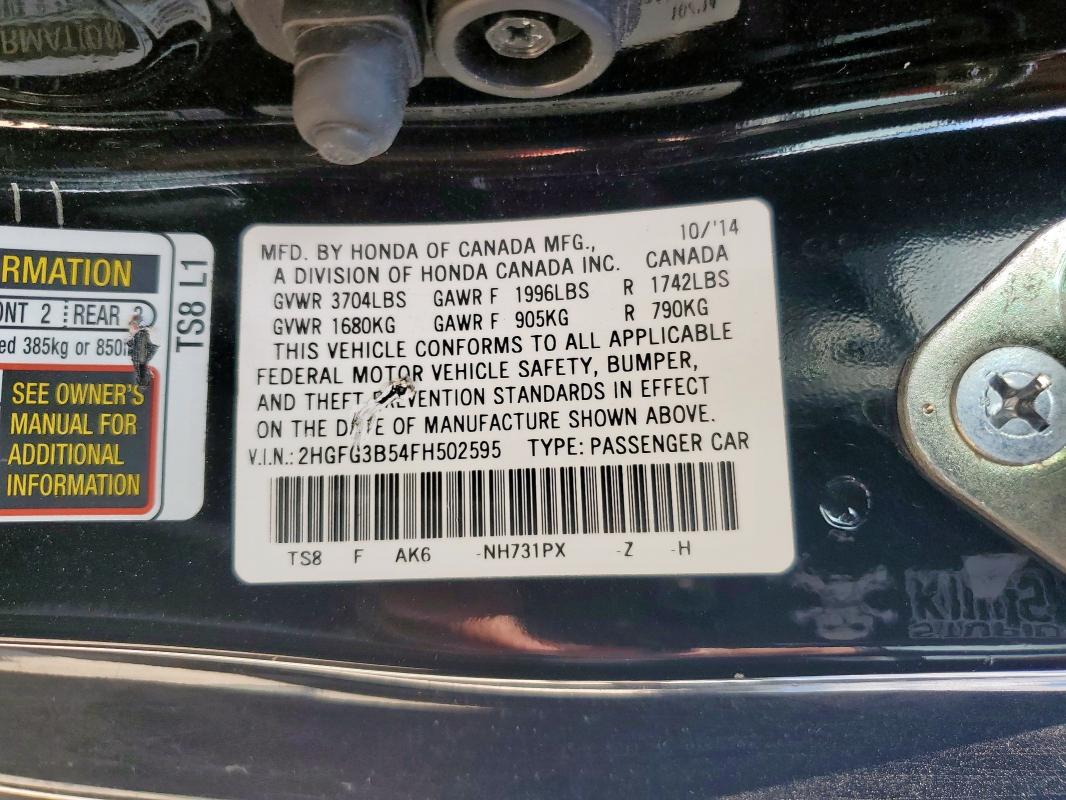 MFD. BY HONDA OF CANADA MFG., 10/'14
A DIVISION OF HONDA CANADA INC. CANADA
GVWR 3704LBS GAWR F 1996LBS R 1742LBS
GVWR 1680KG GAWR F 905KG R 790KG
THIS VEHICLE CONFORMS TO ALL APPLICABLE
FEDERAL MOTOR VEHICLE SAFETY, BUMPER,
AND THEFT PREVENTION STANDARDS IN EFFECT
ON THE DATE OF MANUFACTURE SHOWN ABOVE.
V.I.N.: 2HGFG3B54FH502595 TYPE: PASSENGER CAR
TS8 F AK6 -NH731PX -Z -H
RMATION
ONT 2 REAR 3
ed 385kg or 850
SEE OWNER'S
MANUAL FOR
ADDITIONAL
INFORMATION
TS8 L1